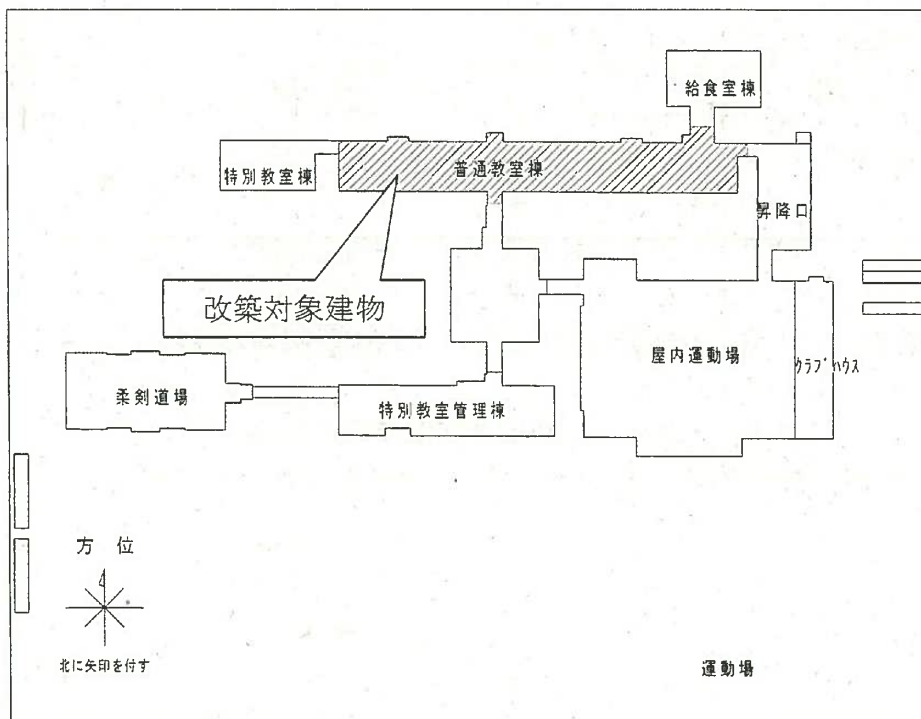 給食室棟
特別教室棟
普通教室棟
昇降口
改築対象建物
屋内運動場
クラブハウス
柔剣道場
特別教室管理棟
方 位
北に矢印を付す
運動場